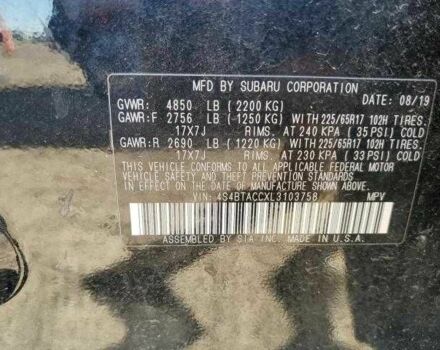 MFD BY SUBARU CORPORATION DATE: 08/19
GVWR: 4850 LB (2200 KG)
GAWR:F 2756 LB (1250 KG) WITH 225/65R17 102H TIRES.
17X7J RIMS. AT 240 KPA (35 PSI) COLD
GAWR:R 2690 LB (1220 KG) WITH 225/65R17 102H TIRES.
17X7J RIMS. AT 230 KPA (33 PSI) COLD
THIS VEHICLE CONFORMS TO ALL APPLICABLE FEDERAL MOTOR
VEHICLE SAFETY AND THEFT PREVENTION STANDARDS IN
EFFECT ON THE DATE OF MANUFACTURE SHOWN ABOVE.
VIN: 4S4BTACCXL3103758 MPV
ASSEMBLED BY SIA INC. MADE IN U.S.A.